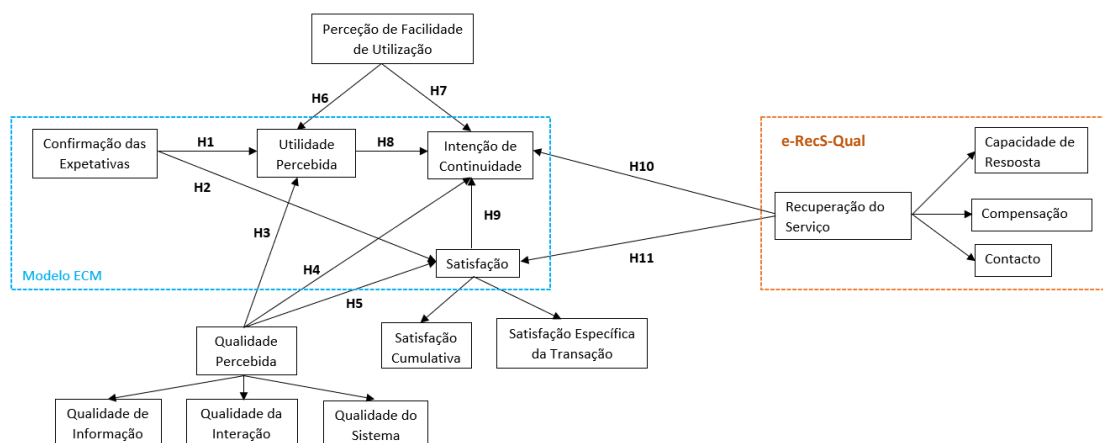 Perceção de Facilidade
de Utilização
H6
H7
Confirmação das
Expetativas
H1
Utilidade
Percebida
H8
Intenção de
Continuidade
H2
H3
H4
H5
H9
Satisfação
Modelo ECM
H10
H11
e-RecS-Qual
Recuperação do
Serviço
Capacidade de
Resposta
Compensação
Contacto
Qualidade
Percebida
Satisfação
Cumulativa
Satisfação Específica
da Transação
Qualidade de
Informação
Qualidade da
Interação
Qualidade do
Sistema